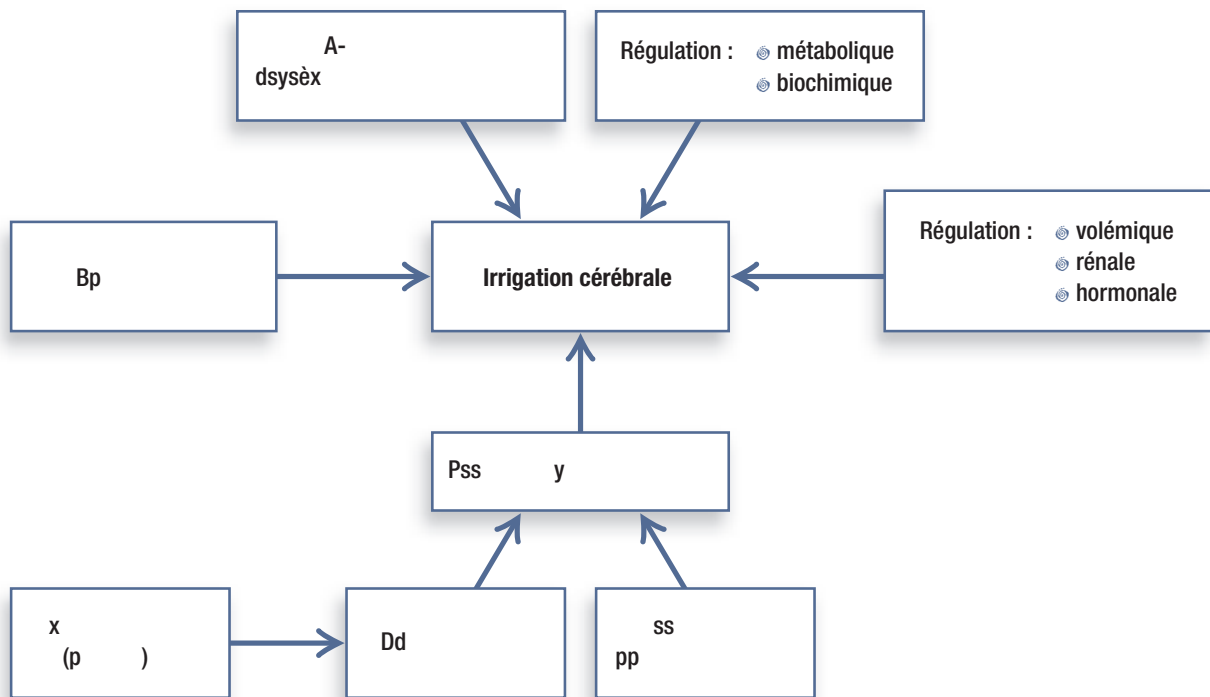 A-
dsysèx
Régulation : métabolique
biochimique
Bp
Irrigation cérébrale
Régulation : volémique
rénale
hormonale
Pss y
x
(p )
Dd
ss
pp